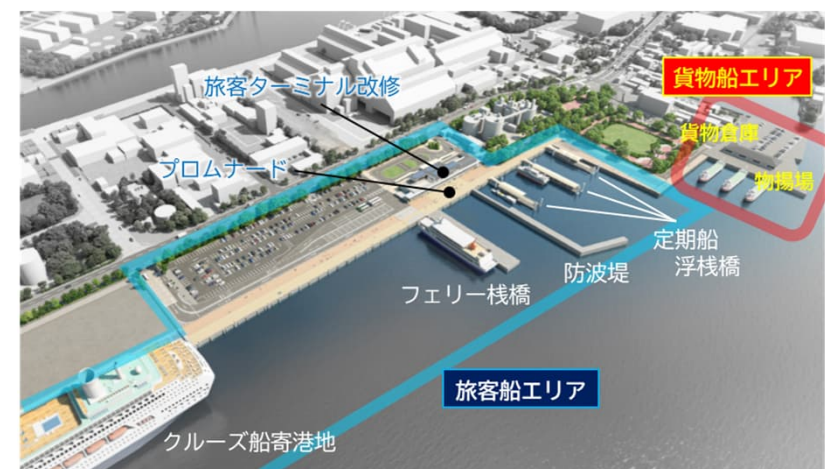 貨物船エリア
旅客ターミナル改修
貨物倉庫
プロムナード
物揚場
定期船
浮桟橋
防波堤
フェリー桟橋
旅客船エリア
クルーズ船寄港地